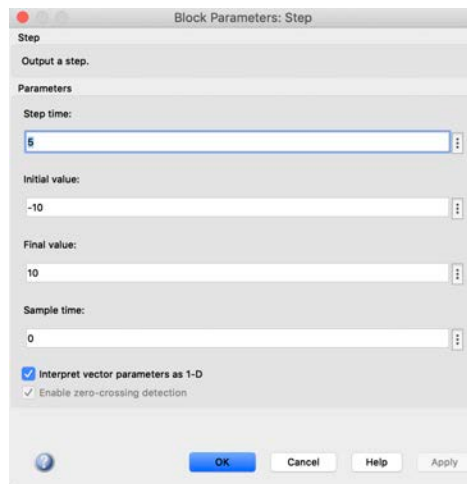 Block Parameters: Step
Step
Output a step.
Parameters
Step time:
5
Initial value:
-10
Final value:
10
Sample time:
0
Interpret vector parameters as 1-D
Enable zero-crossing detection
? OK Cancel Help Apply